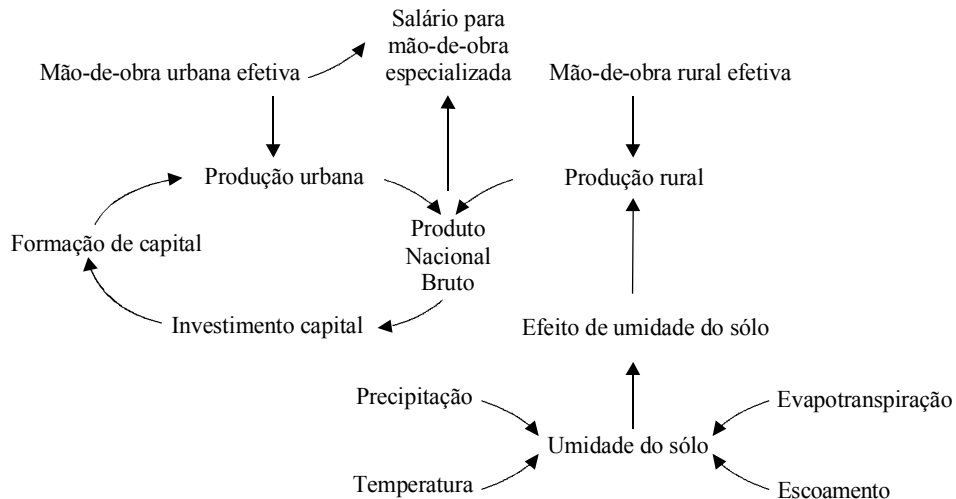 Salário para
mão-de-obra
especializada
Mão-de-obra urbana efetiva
Mão-de-obra rural efetiva
Produção urbana
Produção rural
Produto
Nacional
Bruto
Formação de capital
Investimento capital
Efeito de umidade do sólo
Precipitação
Evapotranspiração
Umidade do sólo
Temperatura
Escoamento